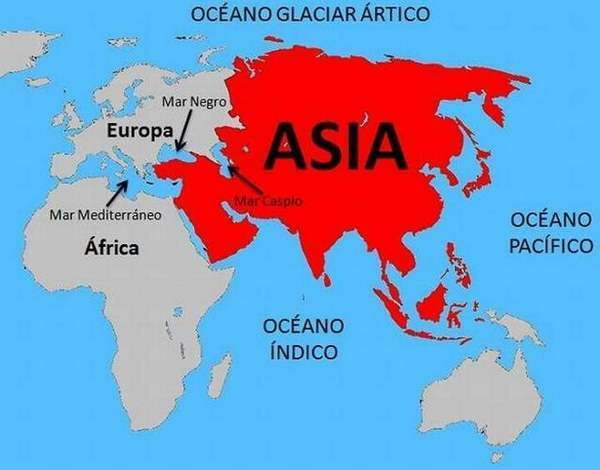 OCÉANO GLACIAR ÁRTICO
Mar Negro
Europa
ASIA
Mar Caspio
Mar Mediterráneo
África
OCÉANO
PACÍFICO
OCÉANO
ÍNDICO